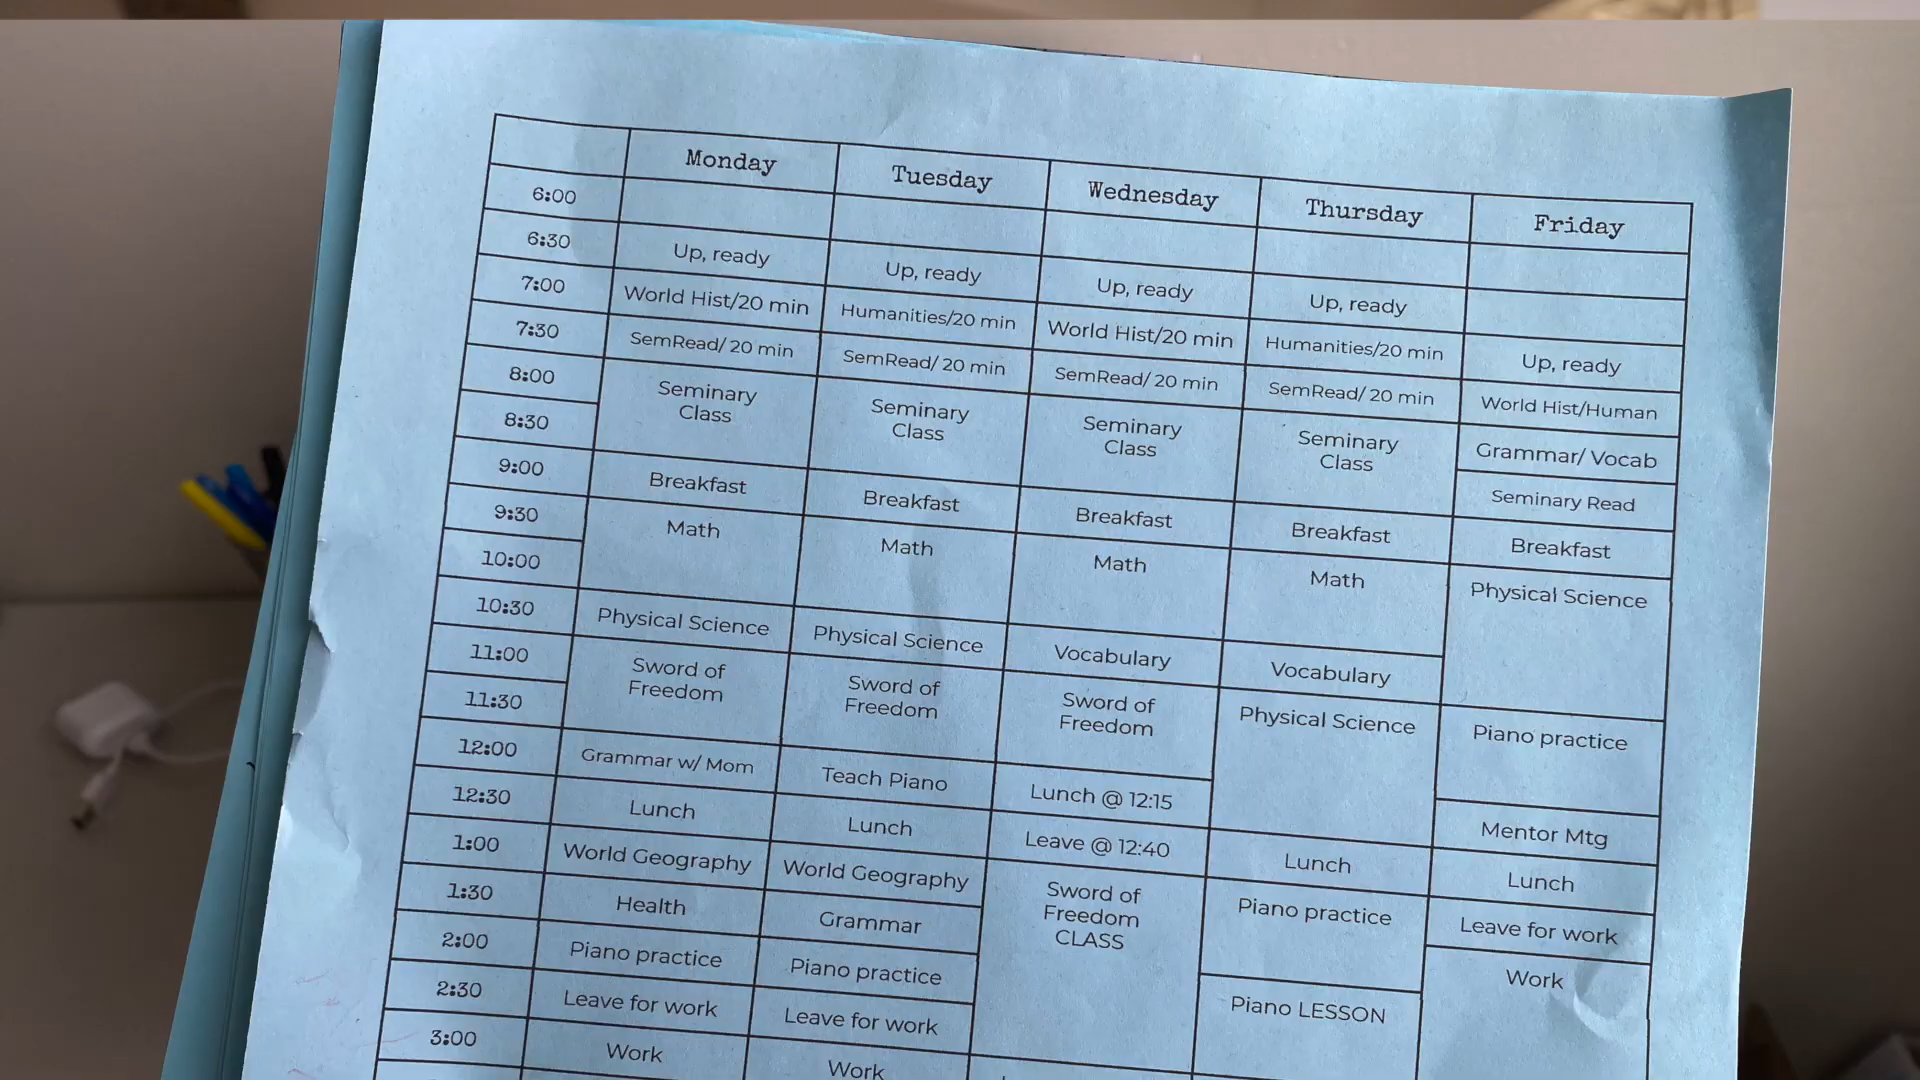 Monday Tuesday Wednesday Thursday Friday
6:00
6:30 Up, ready Up, ready Up, ready Up, ready
7:00 World Hist/20 min Humanities/20 min World Hist/20 min Humanities/20 min Up, ready
7:30 SemRead/ 20 min SemRead/ 20 min SemRead/ 20 min SemRead/ 20 min World Hist/Human
8:00 Seminary Class Seminary Class Seminary Class Seminary Class Grammar/ Vocab
8:30 Seminary Read
9:00 Breakfast Breakfast Breakfast Breakfast Breakfast
9:30 Math Math Math Math Physical Science
10:00
10:30 Physical Science Physical Science Vocabulary Vocabulary
11:00 Sword of Freedom Sword of Freedom Sword of Freedom Physical Science Piano practice
11:30
12:00 Grammar w/ Mom Teach Piano Lunch @ 12:15 Mentor Mtg
12:30 Lunch Lunch Leave @ 12:40 Lunch Lunch
1:00 World Geography World Geography Sword of Freedom CLASS Piano practice Leave for work
1:30 Health Grammar Work
2:00 Piano practice Piano practice Piano LESSON
2:30 Leave for work Leave for work
3:00 Work Work